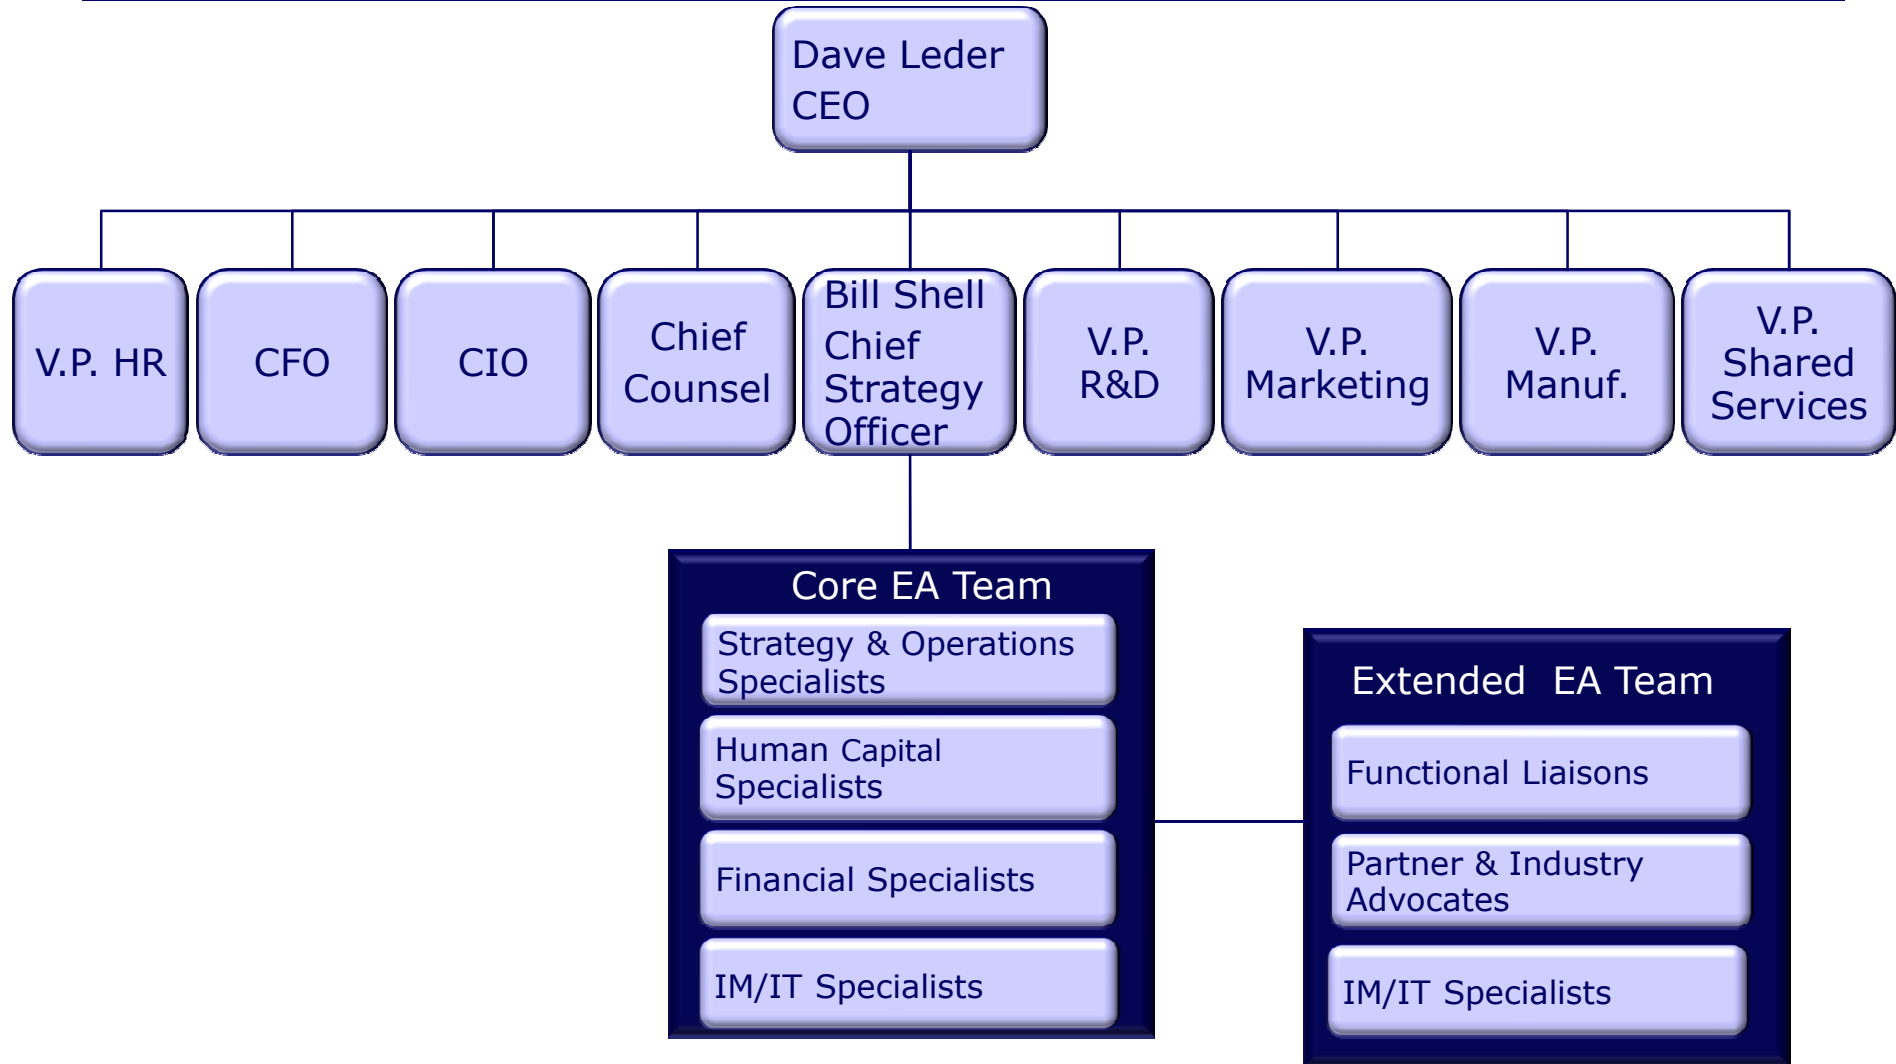 Dave Leder
CEO
V.P. HR
CFO
CIO
Chief
Counsel
Bill Shell
Chief
Strategy
Officer
V.P.
R&D
V.P.
Marketing
V.P.
Manuf.
V.P.
Shared
Services
Core EA Team
Strategy & Operations
Specialists
Human Capital
Specialists
Financial Specialists
IM/IT Specialists
Extended EA Team
Functional Liaisons
Partner & Industry
Advocates
IM/IT Specialists